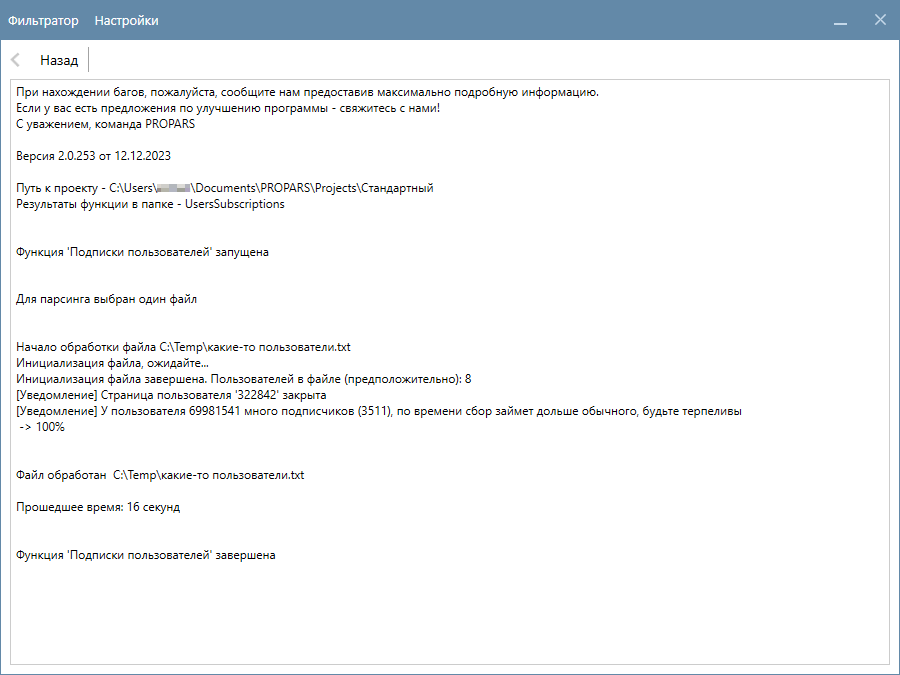 Фильтратор Настройки
Назад
При нахождении багов, пожалуйста, сообщите нам предоставив максимально подробную информацию.
Если у вас есть предложения по улучшению программы - свяжитесь с нами!
С уважением, команда PROPARS
Версия 2.0.253 от 12.12.2023
Путь к проекту - C:\Users\ \Documents\PROPARS\Projects\Стандартный
Результаты функции в папке - UsersSubscriptions
Функция 'Подписки пользователей' запущена
Для парсинга выбран один файл
Начало обработки файла C:\Temp\какие-то пользователи.txt
Инициализация файла, ожидайте...
Инициализация файла завершена. Пользователей в файле (предположительно): 8
[Уведомление] Страница пользователя '322842' закрыта
[Уведомление] У пользователя 69981541 много подписчиков (3511), по времени сбор займет дольше обычного, будьте терпеливы
-> 100%
Файл обработан  C:\Temp\какие-то пользователи.txt
Прошедшее время: 16 секунд
Функция 'Подписки пользователей' завершена